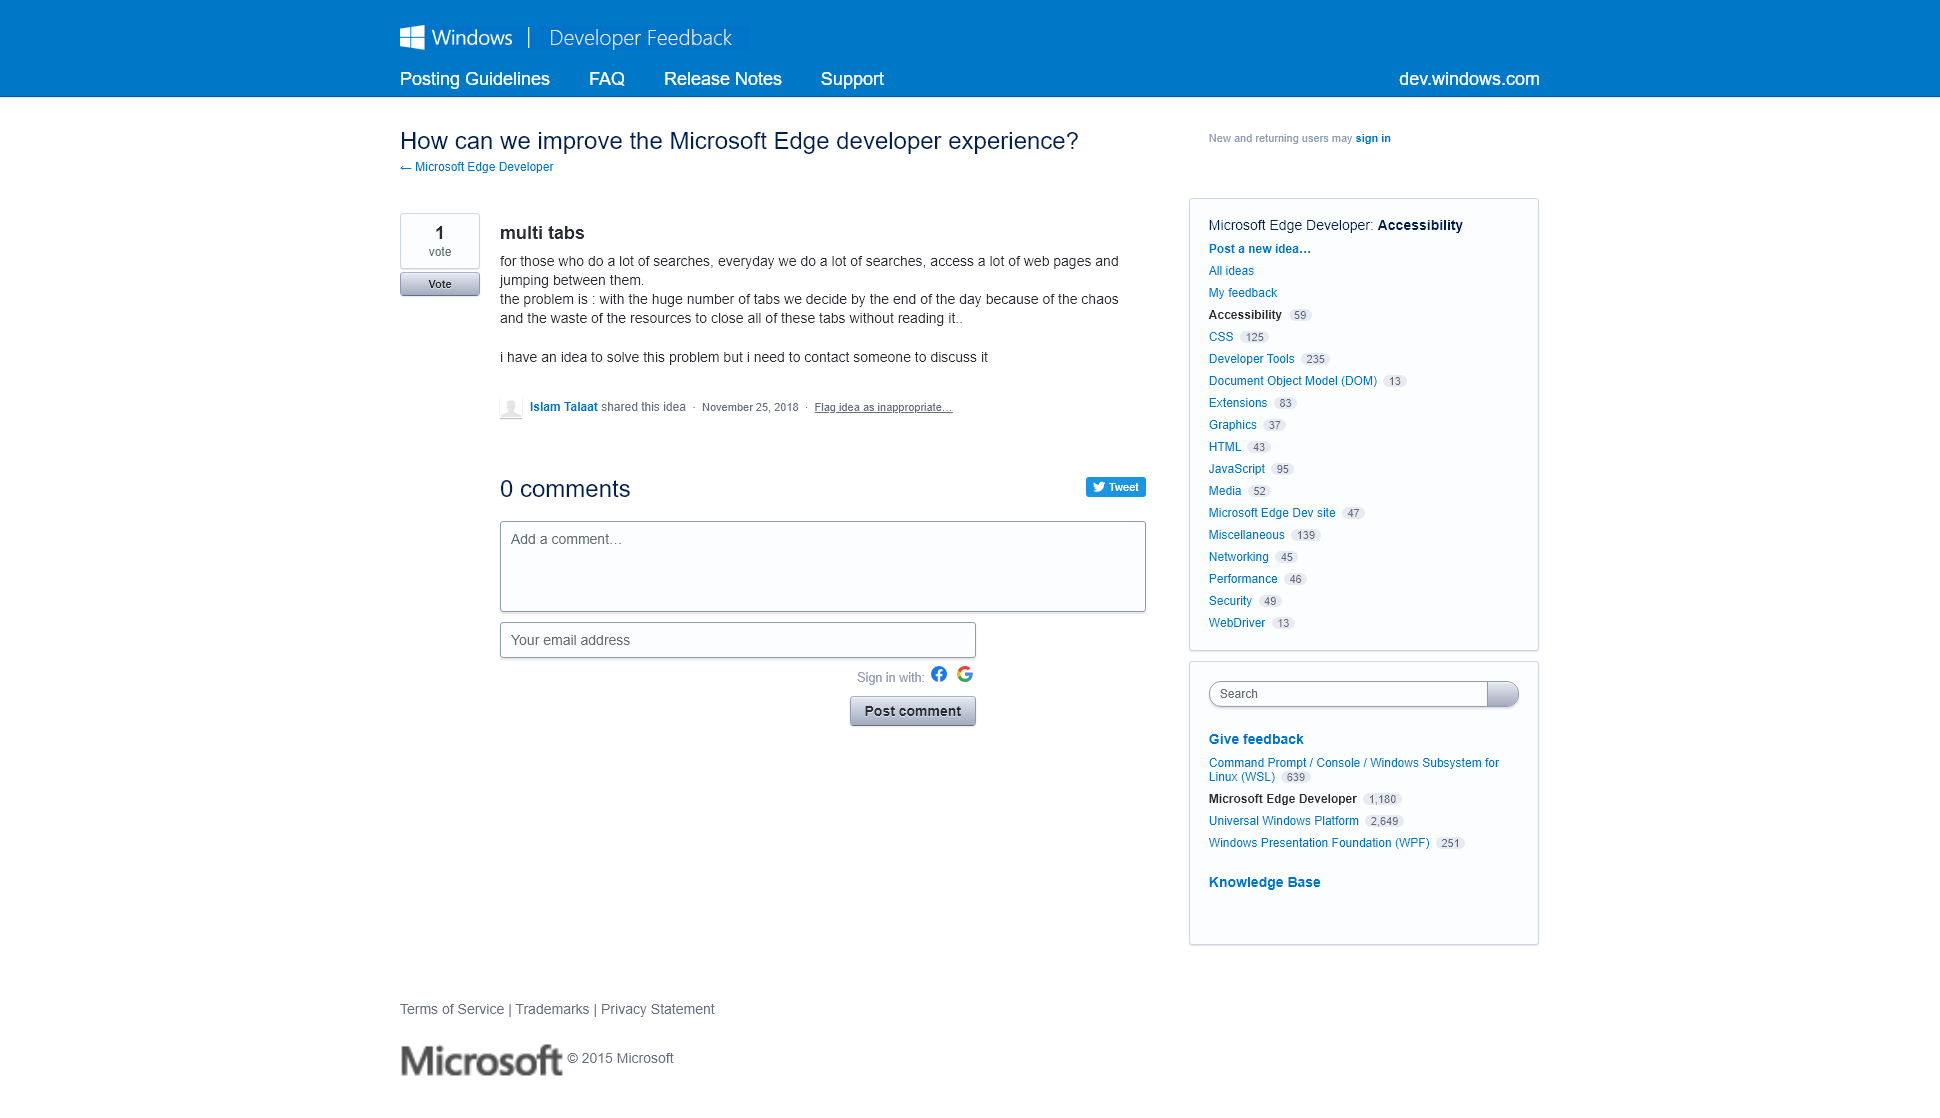 Windows | Developer Feedback
Posting Guidelines FAQ Release Notes Support dev.windows.com
How can we improve the Microsoft Edge developer experience?
← Microsoft Edge Developer
New and returning users may sign in
1
vote
Vote
multi tabs
for those who do a lot of searches, everyday we do a lot of searches, access a lot of web pages and
jumping between them.
the problem is : with the huge number of tabs we decide by the end of the day because of the chaos
and the waste of the resources to close all of these tabs without reading it..
i have an idea to solve this problem but i need to contact someone to discuss it
Islam Talaat shared this idea · November 25, 2018 · Flag idea as inappropriate…
0 comments
Tweet
Add a comment…
Your email address
Sign in with:
Post comment
Microsoft Edge Developer: Accessibility
Post a new idea…
All ideas
My feedback
Accessibility 59
CSS 125
Developer Tools 235
Document Object Model (DOM) 13
Extensions 83
Graphics 37
HTML 43
JavaScript 95
Media 52
Microsoft Edge Dev site 47
Miscellaneous 139
Networking 45
Performance 46
Security 49
WebDriver 13
Search
Give feedback
Command Prompt / Console / Windows Subsystem for
Linux (WSL) 639
Microsoft Edge Developer 1,180
Universal Windows Platform 2,649
Windows Presentation Foundation (WPF) 251
Knowledge Base
Terms of Service | Trademarks | Privacy Statement
Microsoft © 2015 Microsoft